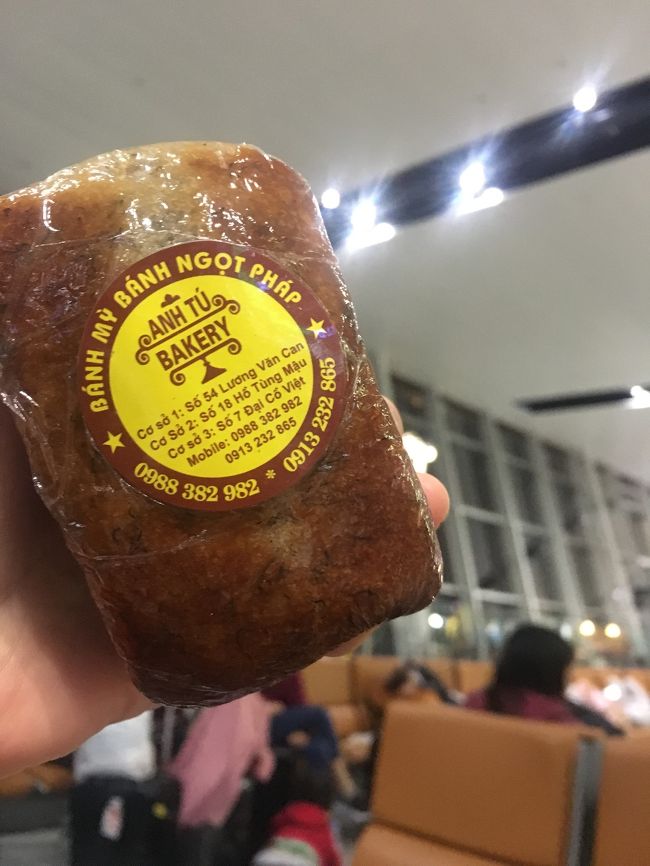 BÁNH MỲ BÁNH NGỌT PHÁP
ANH TÚ
BAKERY
Cơ sở 1: Số 54 Lương Văn Can
Cơ Sở 2: Số 18 Hồ Tùng Mậu
Cơ sở 3: Số 7 Đại Cồ Việt
Mobile: 0988 382 982
0913 232 865
0988 382 982 * 0913 232 865